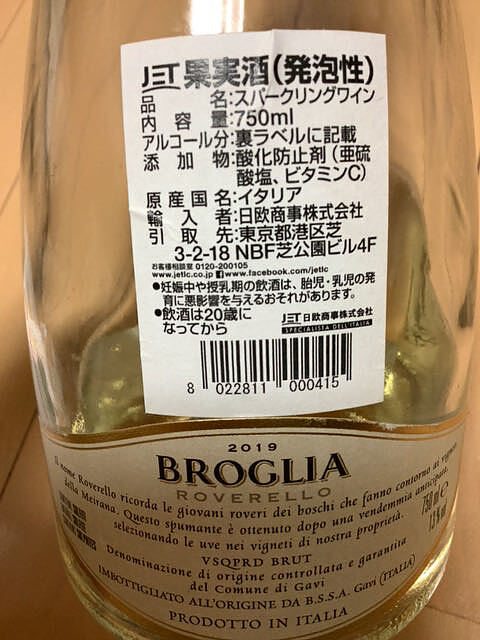 JET 果実酒(発泡性)
品名:スパークリングワイン
内容量:750ml
アルコール分:裏ラベルに記載
添加物:酸化防止剤(亜硫
酸塩、ビタミンC)
原産国名:イタリア
輸入者:日欧商事株式会社
引取先:東京都港区芝
3-2-18 NBF芝公園ビル4F
お客様相談室 0120-200105
www.jetlc.co.jp www.facebook.com/jetlc
●妊娠中や授乳期の飲酒は、胎児・乳児の発
育に悪影響を与えるおそれがあります。
●飲酒は20歳に
なってから
JET 日欧商事株式会社
SPECIALISTA DELL'ITALIA
8 022811 000415
2019
BROGLIA
ROVERELLO
Il nome Roverello ricorda le giovani roveri dei boschi che fanno contorno ai vigneti
della Meirana. Questo spumante è ottenuto dopo una vendemmia anticipata,
selezionando le uve nei vigneti di nostra proprietà.
VSQPRD BRUT
Denominazione di origine controllata e garantita
del Comune di Gavi
IMBOTTIGLIATO ALL'ORIGINE DA B.S.S.A. Gavi (ITALIA)
PRODOTTO IN ITALIA
750 ml e
13% vol